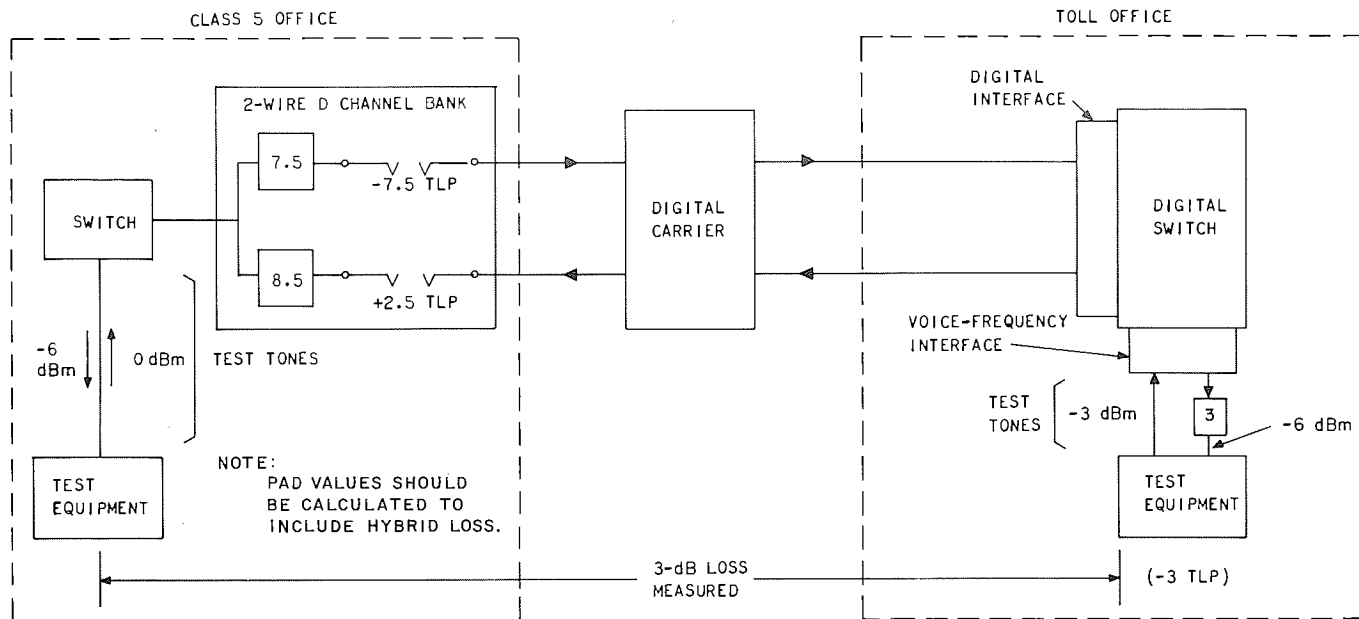 CLASS 5 OFFICE
TOLL OFFICE
2-WIRE D CHANNEL BANK
7.5
-7.5 TLP
8.5
+2.5 TLP
SWITCH
-6
dBm
0 dBm
TEST TONES
TEST
EQUIPMENT
NOTE:
PAD VALUES SHOULD
BE CALCULATED TO
INCLUDE HYBRID LOSS.
DIGITAL
CARRIER
DIGITAL
INTERFACE
DIGITAL
SWITCH
VOICE-FREQUENCY
INTERFACE
TEST
TONES
-3 dBm
3
-6 dBm
TEST
EQUIPMENT
3-dB LOSS
MEASURED
(-3 TLP)